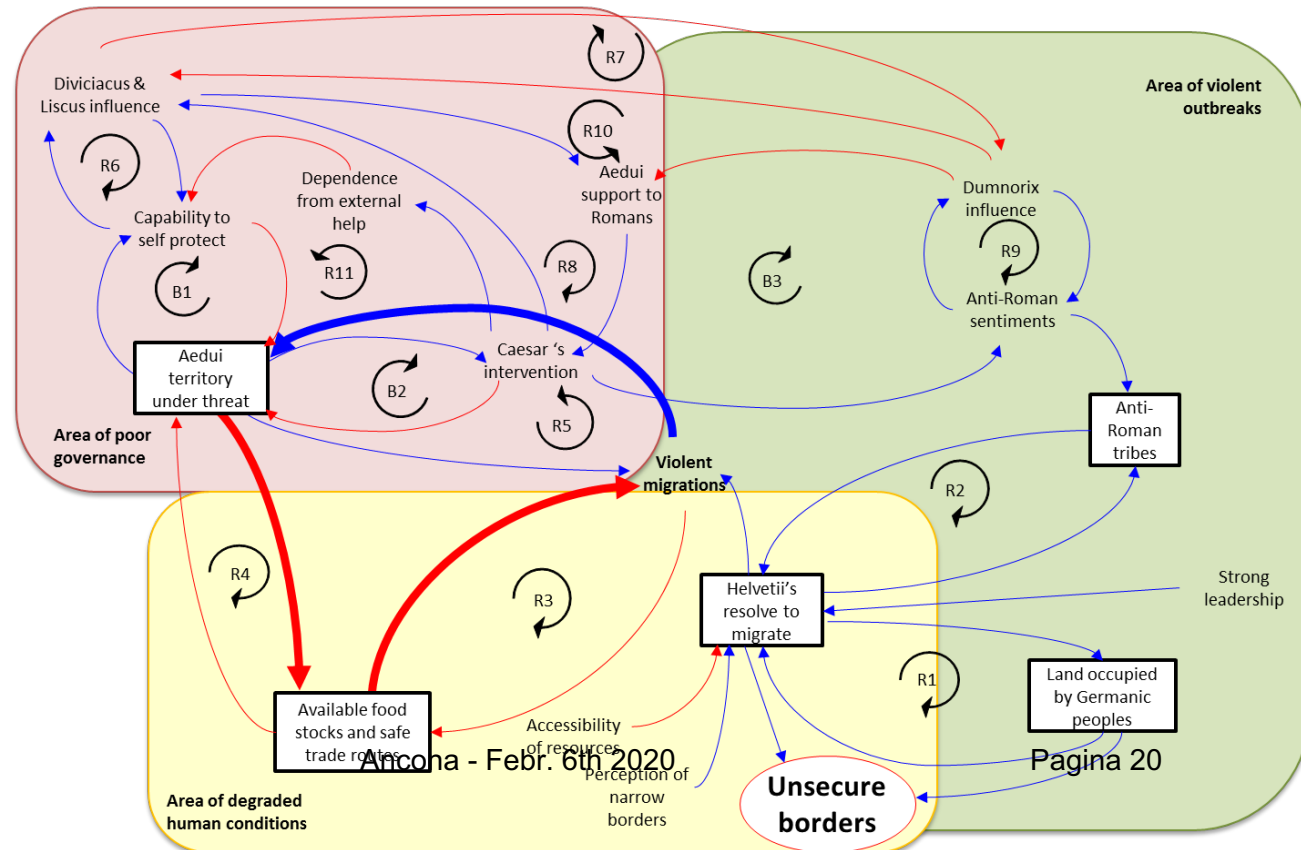 R7
Area of violent
outbreaks
Diviciacus &
Liscus influence
R10
R6
Aedui
support to
Romans
Dependence
from external
help
Dumnorix
influence
Capability to
self protect
R9
R11
R8
B3
B1
Anti-Roman
sentiments
Aedui
territory
under threat
Caesar ‘s
intervention
B2
R5
Anti-
Roman
tribes
Area of poor
governance
Violent
migrations
R2
R4
R3
Helvetii’s
resolve to
migrate
Strong
leadership
R1
Land occupied
by Germanic
peoples
Available food
stocks and safe
trade routes
Accessibility
of resources
Ancona - Febr. 6th 2020
Pagina 20
Perception of
narrow
borders
Unsecure
borders
Area of degraded
human conditions